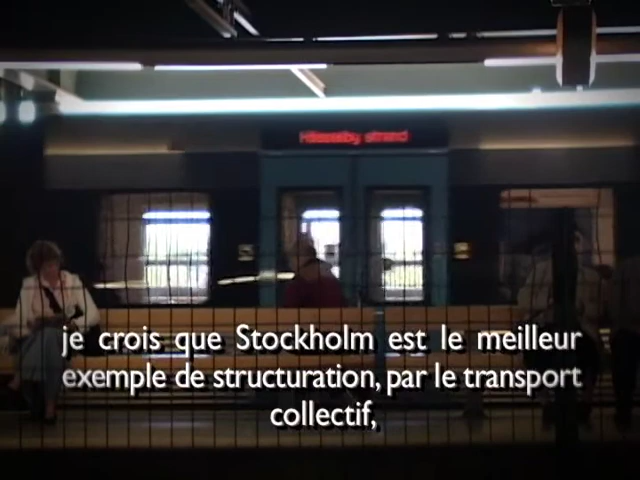 Hässelby strand
je crois que Stockholm est le meilleur
exemple de structuration, par le transport
collectif,